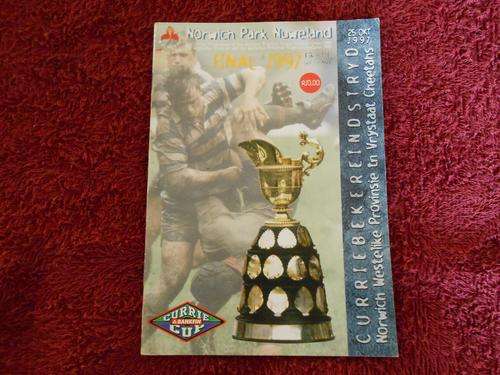 Norwich Park Nuweland
FINAL 1997
R10,00
CURRIE
BANKFIN
CUP
25 OKT
1997
CURRIEBEKEREINDSTRYD
Norwich Westelike Provinsie en Vrystaat Cheetahs